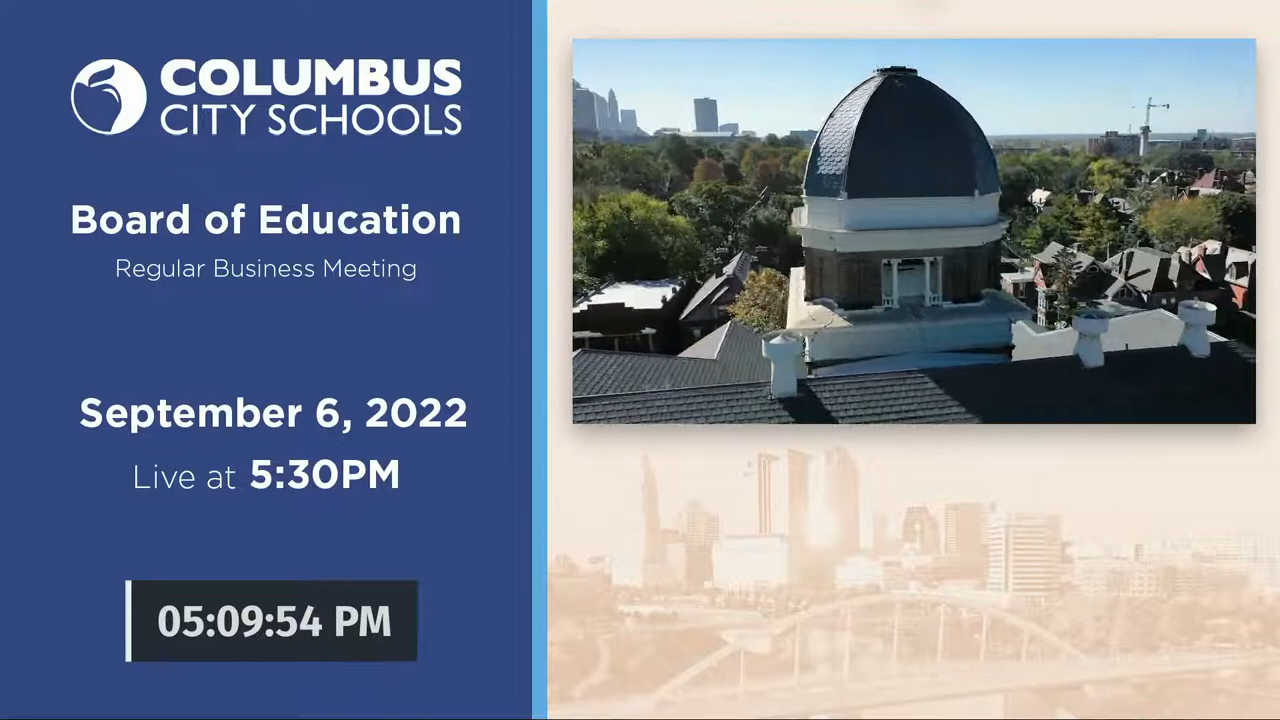 COLUMBUS
CITY SCHOOLS
Board of Education
Regular Business Meeting
September 6, 2022
Live at 5:30PM
05:09:54 PM